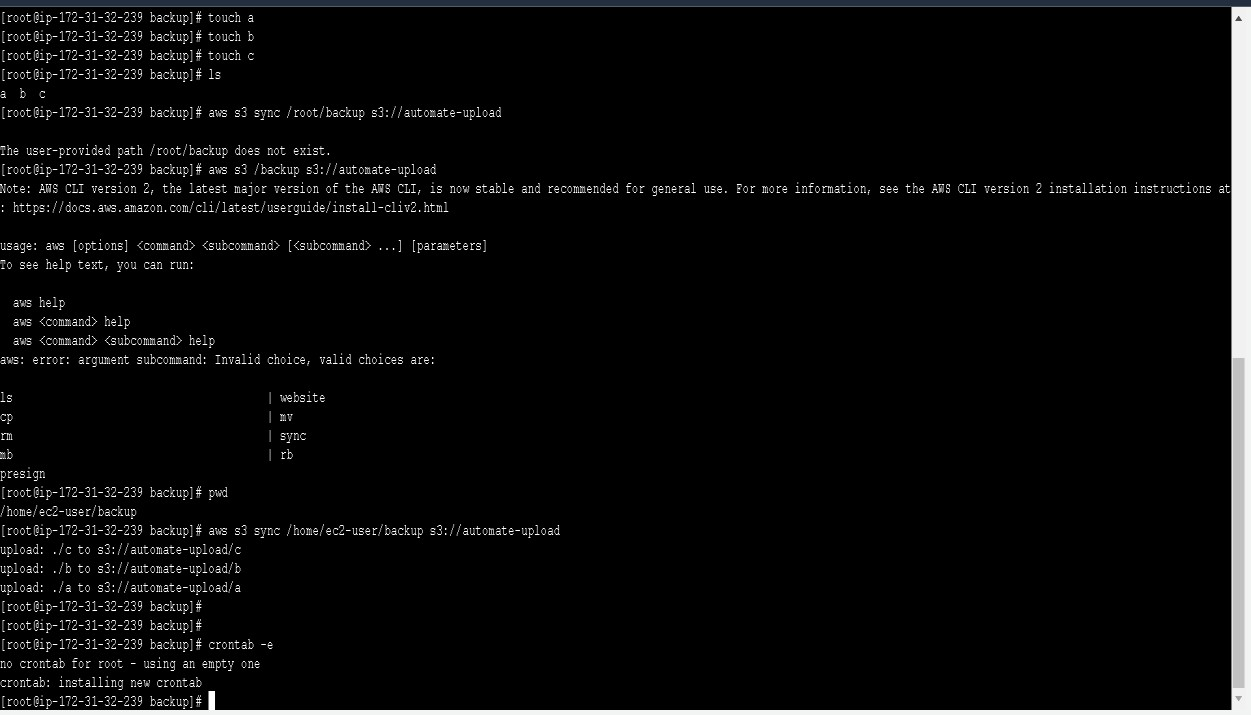 [root@ip-172-31-32-239 backup]# touch a
[root@ip-172-31-32-239 backup]# touch b
[root@ip-172-31-32-239 backup]# touch c
[root@ip-172-31-32-239 backup]# ls
a  b  c
[root@ip-172-31-32-239 backup]# aws s3 sync /root/backup s3://automate-upload
The user-provided path /root/backup does not exist.
[root@ip-172-31-32-239 backup]# aws s3 /backup s3://automate-upload
Note: AWS CLI version 2, the latest major version of the AWS CLI, is now stable and recommended for general use. For more information, see the AWS CLI version 2 installation instructions at
: https://docs.aws.amazon.com/cli/latest/userguide/install-cliv2.html
usage: aws [options] <command> <subcommand> [<subcommand> ...] [parameters]
To see help text, you can run:
  aws help
  aws <command> help
  aws <command> <subcommand> help
aws: error: argument subcommand: Invalid choice, valid choices are:
ls                                       | website
cp                                       | mv
rm                                       | sync
mb                                       | rb
presign
[root@ip-172-31-32-239 backup]# pwd
/home/ec2-user/backup
[root@ip-172-31-32-239 backup]# aws s3 sync /home/ec2-user/backup s3://automate-upload
upload: ./c to s3://automate-upload/c
upload: ./b to s3://automate-upload/b
upload: ./a to s3://automate-upload/a
[root@ip-172-31-32-239 backup]#
[root@ip-172-31-32-239 backup]#
[root@ip-172-31-32-239 backup]# crontab -e
no crontab for root - using an empty one
crontab: installing new crontab
[root@ip-172-31-32-239 backup]#